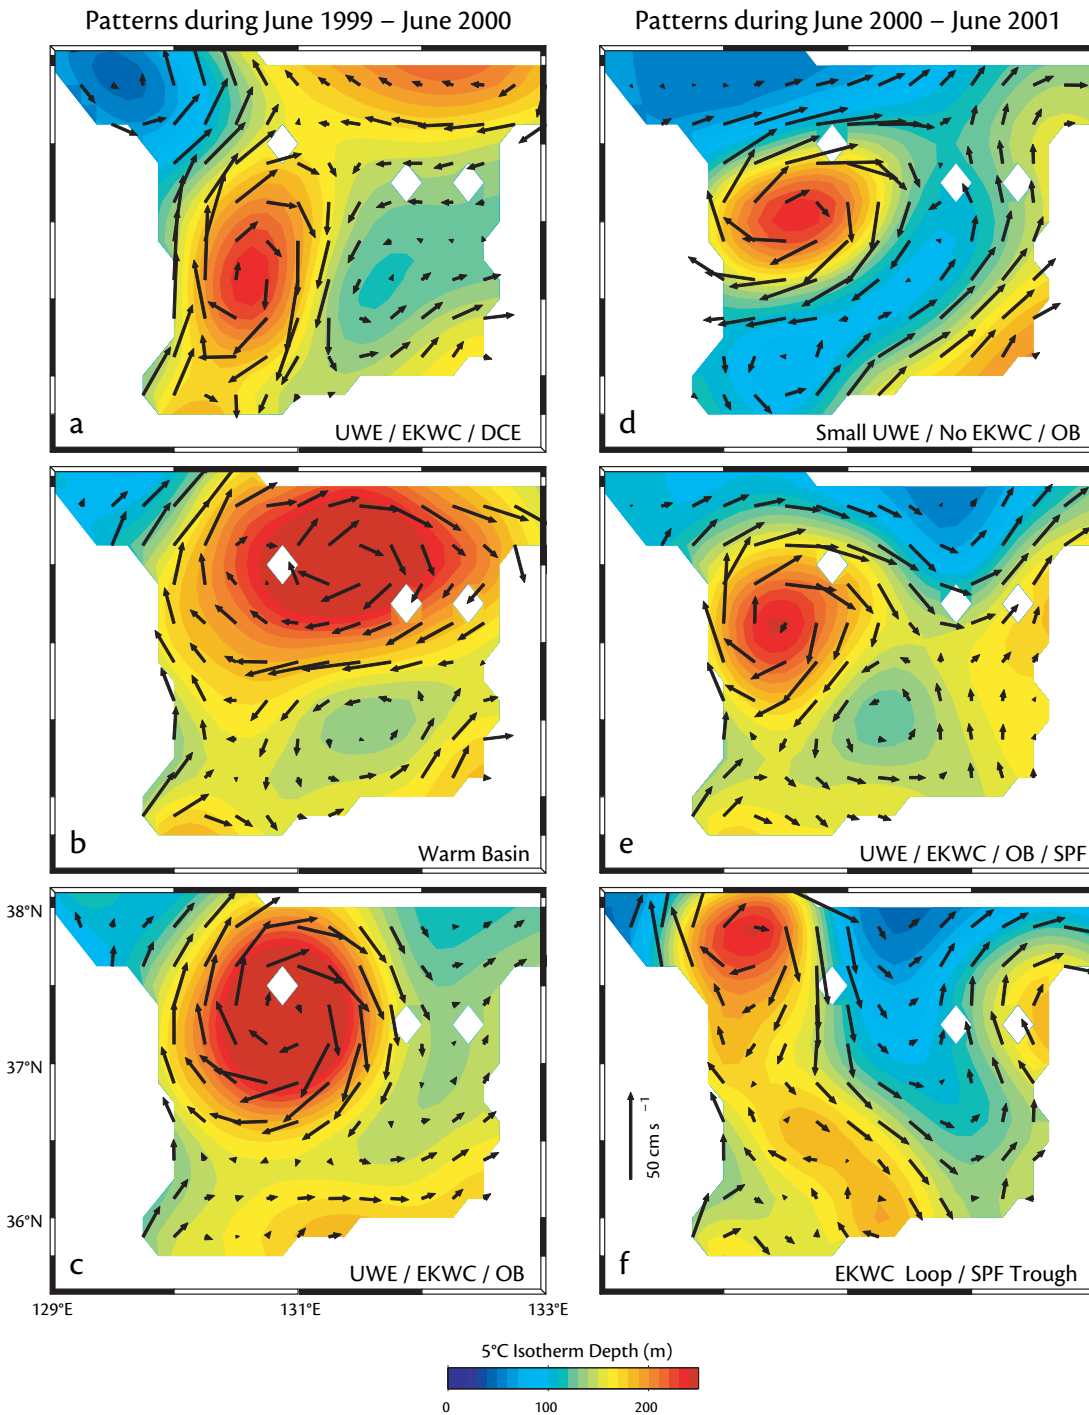 Patterns during June 1999 – June 2000
Patterns during June 2000 – June 2001
a
UWE / EKWC / DCE
d
Small UWE / No EKWC / OB
b
Warm Basin
e
UWE / EKWC / OB / SPF
38°N
37°N
36°N
c
UWE / EKWC / OB
50 cm s⁻¹
f
EKWC Loop / SPF Trough
129°E
131°E
133°E
5°C Isotherm Depth (m)
0
100
200